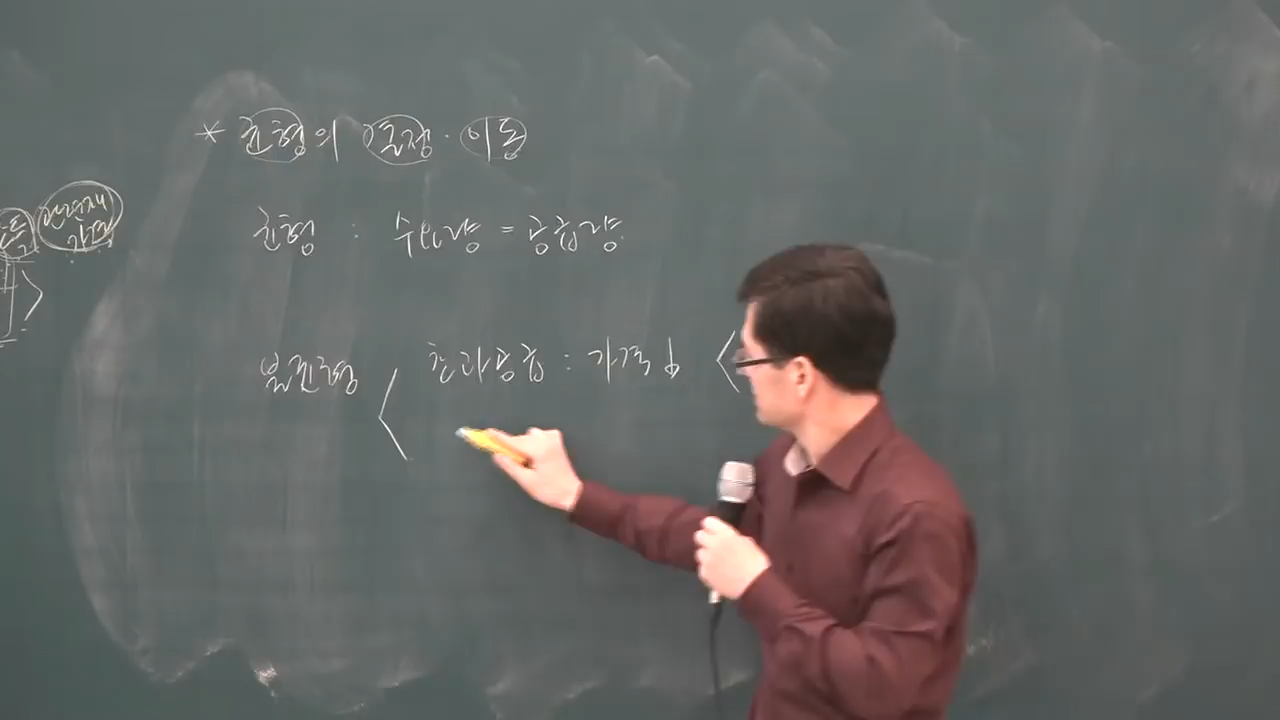 * 균형의 결정·이동
균형 : 수요량 = 공급량
불균형 < 초과공급 : 가격↓ <